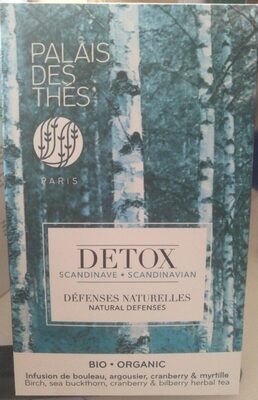 PALAIS
DES
THÉS
PARIS
DETOX
SCANDINAVE • SCANDINAVIAN
DÉFENSES NATURELLES
NATURAL DEFENSES
BIO • ORGANIC
Infusion de bouleau, argousier, cranberry & myrtille
Birch, sea buckthorn, cranberry & bilberry herbal tea